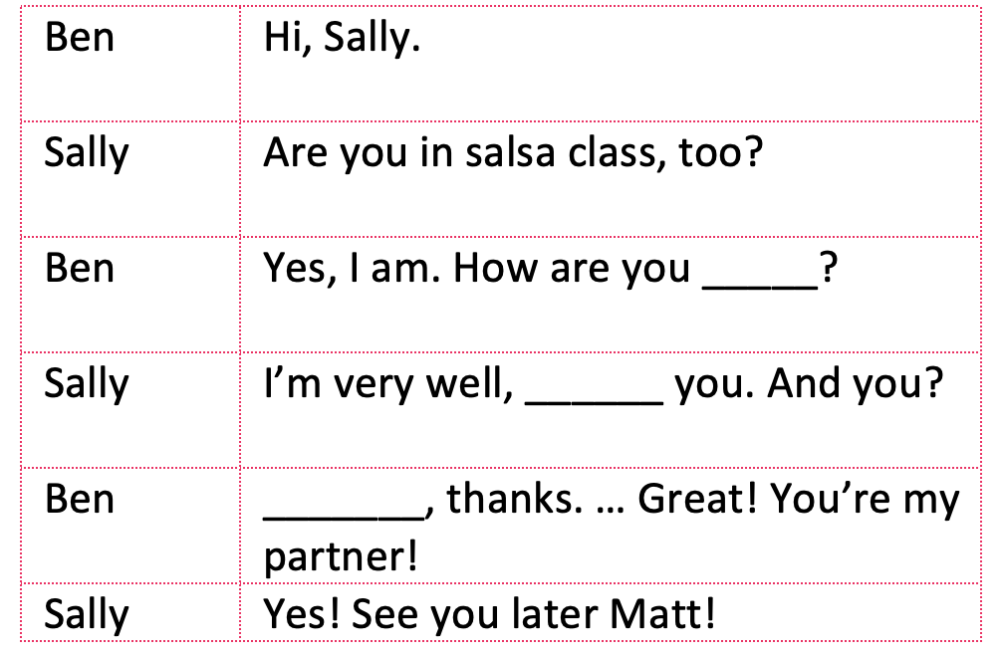 Ben Hi, Sally.
Sally Are you in salsa class, too?
Ben Yes, I am. How are you _____?
Sally I’m very well, ______ you. And you?
Ben _______, thanks. ... Great! You’re my
partner!
Sally Yes! See you later Matt!